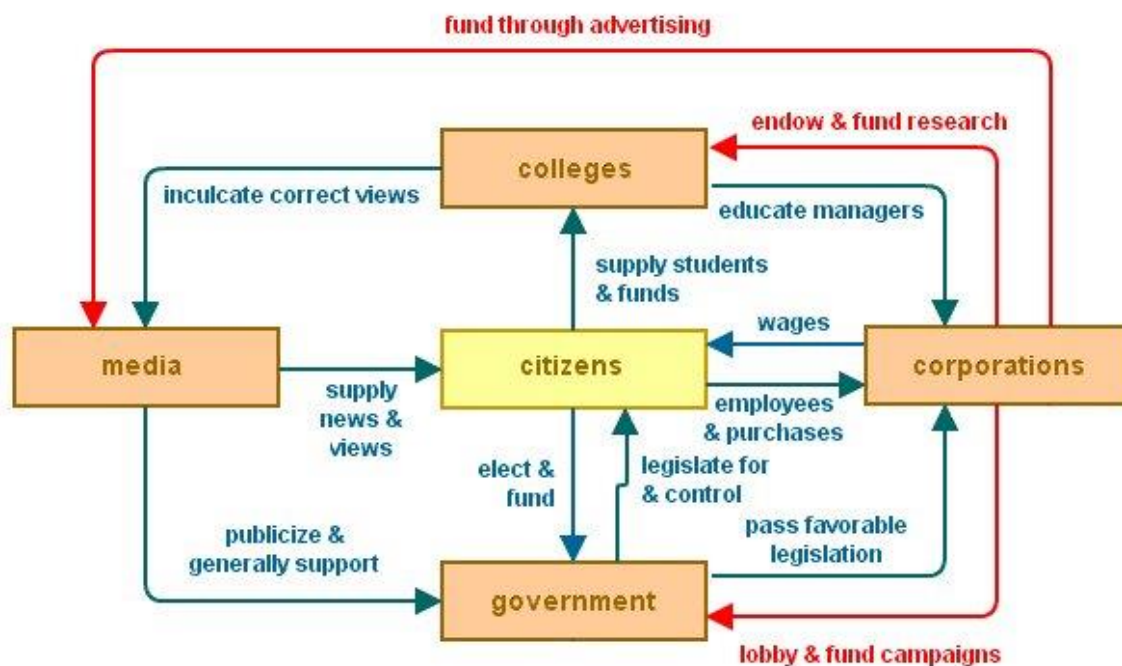 fund through advertising
endow & fund research
colleges
inculcate correct views
educate managers
supply students
& funds
wages
media
citizens
corporations
supply
news &
views
employees
& purchases
elect &
fund
legislate for
& control
publicize &
generally support
pass favorable
legislation
government
lobby & fund campaigns